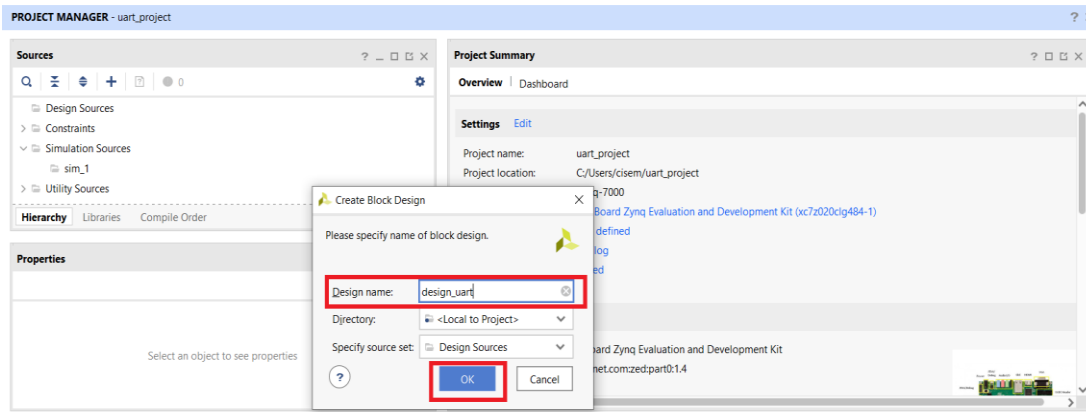 PROJECT MANAGER - uart_project
?
Sources
? _
Project Summary
?
0
Overview | Dashboard
Design Sources
Constraints
Simulation Sources
sim_1
Utility Sources
Hierarchy Libraries Compile Order
Properties
Select an object to see properties
Settings Edit
Project name: uart_project
Project location: C:/Users/cisem/uart_project
q-7000
Board Zynq Evaluation and Development Kit (xc7z020clg484-1)
defined
log
ed
ard Zynq Evaluation and Development Kit
net.com:zed:part0:1.4
Create Block Design
Please specify name of block design.
Design name: design_uart
Directory: <Local to Project>
Specify source set: Design Sources
?
OK Cancel